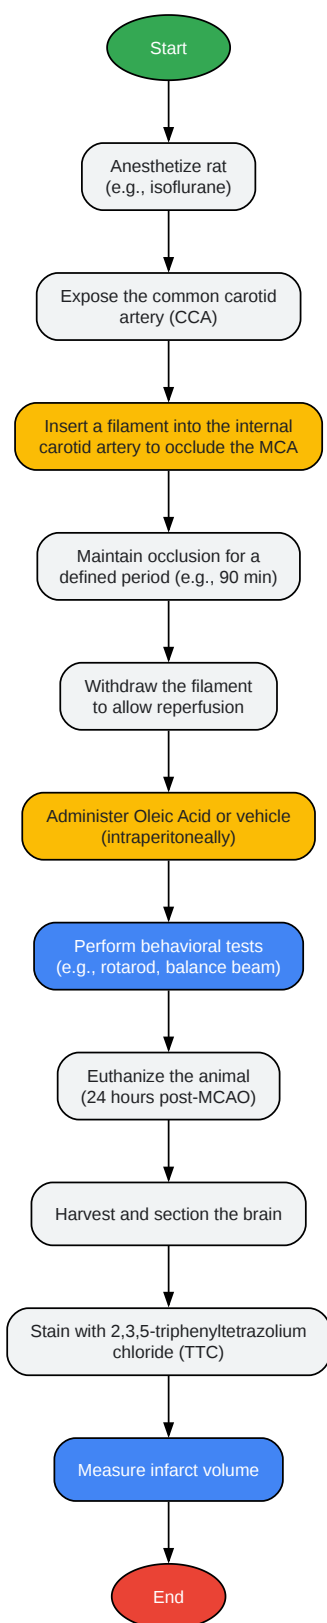 Start
Anesthetize rat
(e.g., isoflurane)
Expose the common carotid
artery (CCA)
Insert a filament into the internal
carotid artery to occlude the MCA
Maintain occlusion for a
defined period (e.g., 90 min)
Withdraw the filament
to allow reperfusion
Administer Oleic Acid or vehicle
(intraperitoneally)
Perform behavioral tests
(e.g., rotarod, balance beam)
Euthanize the animal
(24 hours post-MCAO)
Harvest and section the brain
Stain with 2,3,5-triphenyltetrazolium
chloride (TTC)
Measure infarct volume
End